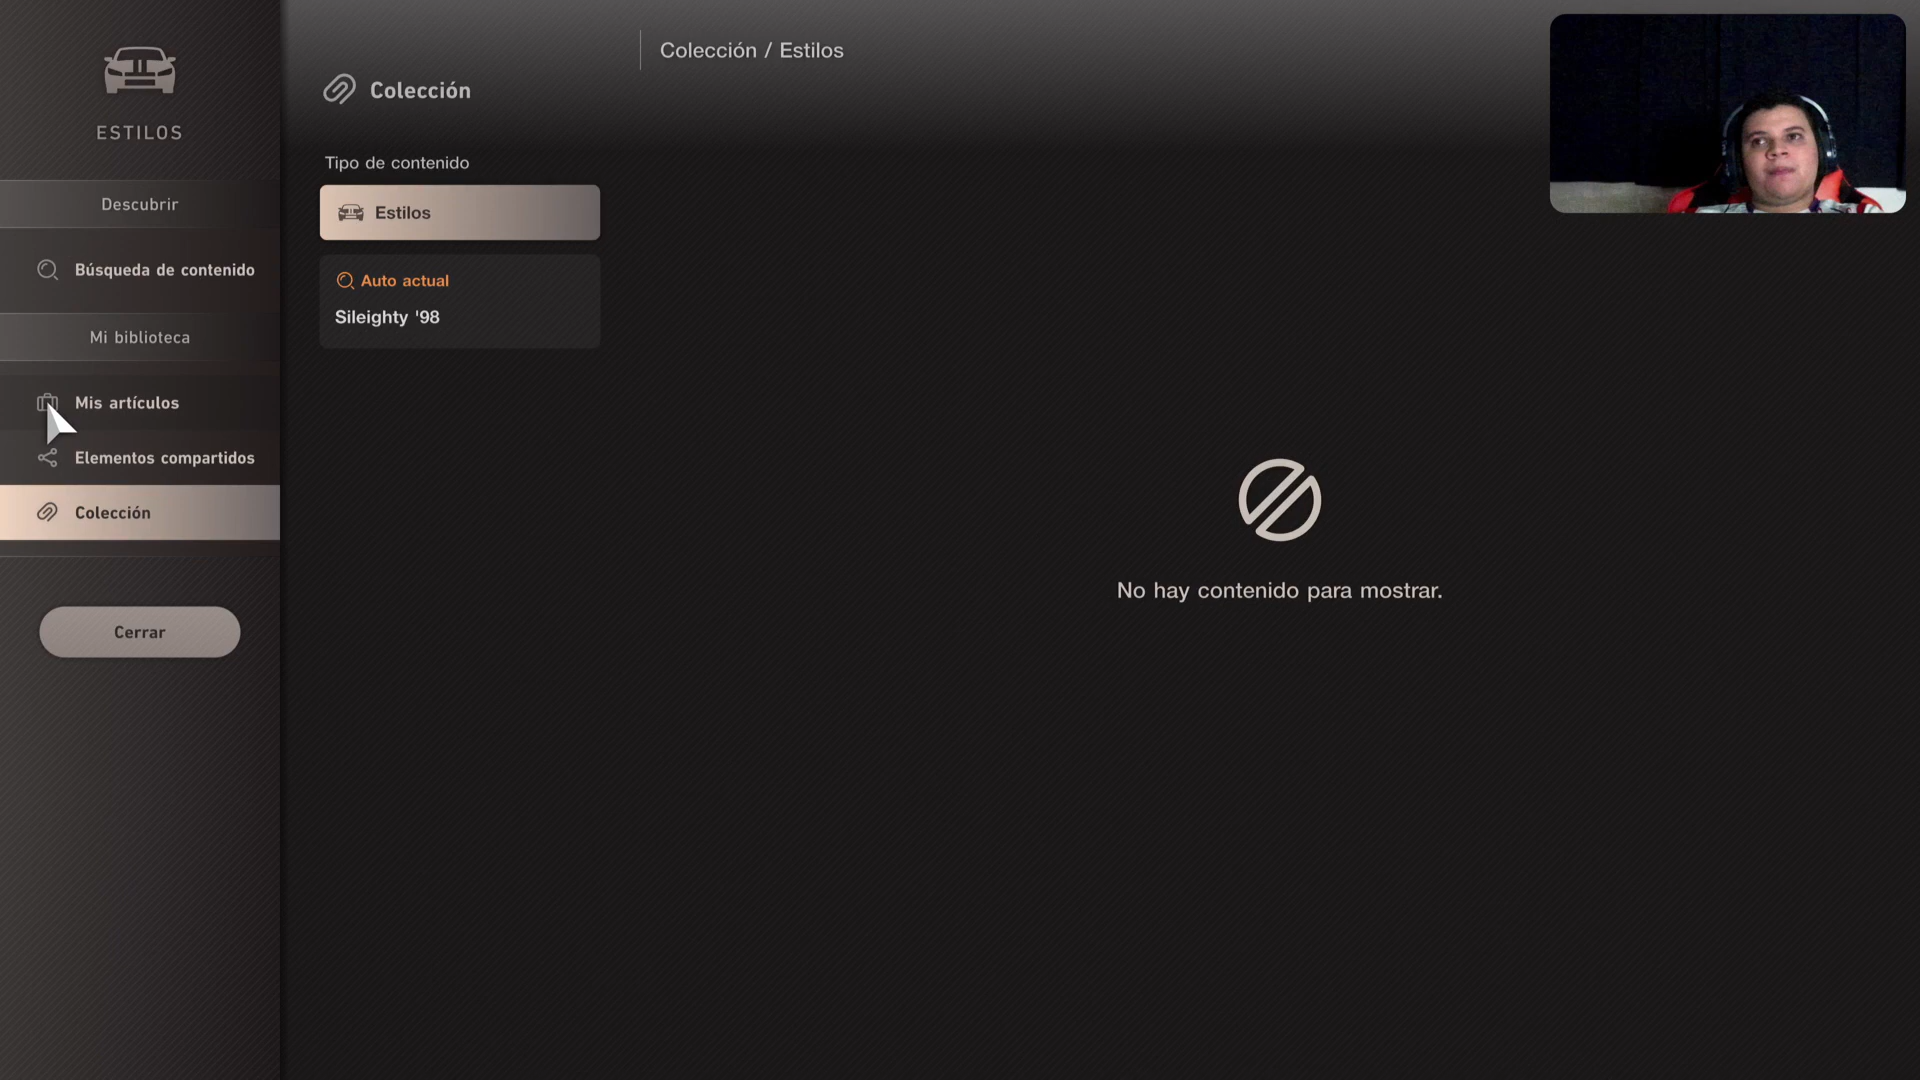 ESTILOS
Descubrir
Búsqueda de contenido
Mi biblioteca
Mis artículos
Elementos compartidos
Colección
Cerrar
Colección / Estilos
Colección
Tipo de contenido
Estilos
Auto actual
Sileighty '98
No hay contenido para mostrar.